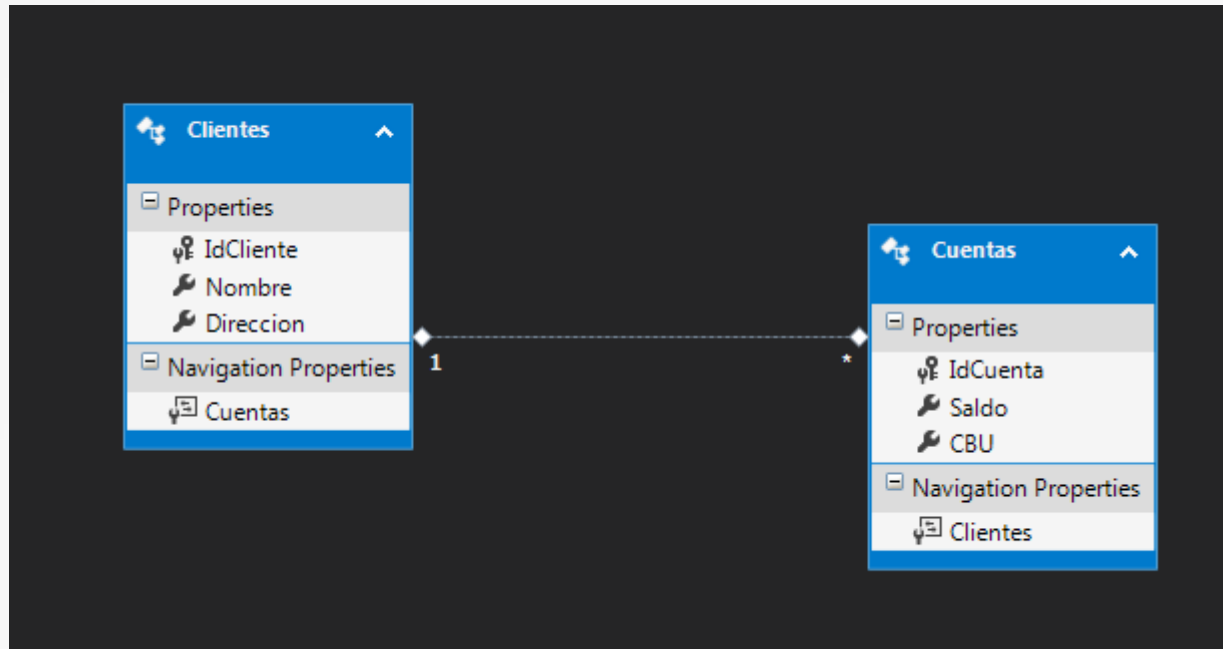 Clientes
Properties
IdCliente
Nombre
Direccion
Navigation Properties
Cuentas
1
*
Cuentas
Properties
IdCuenta
Saldo
CBU
Navigation Properties
Clientes